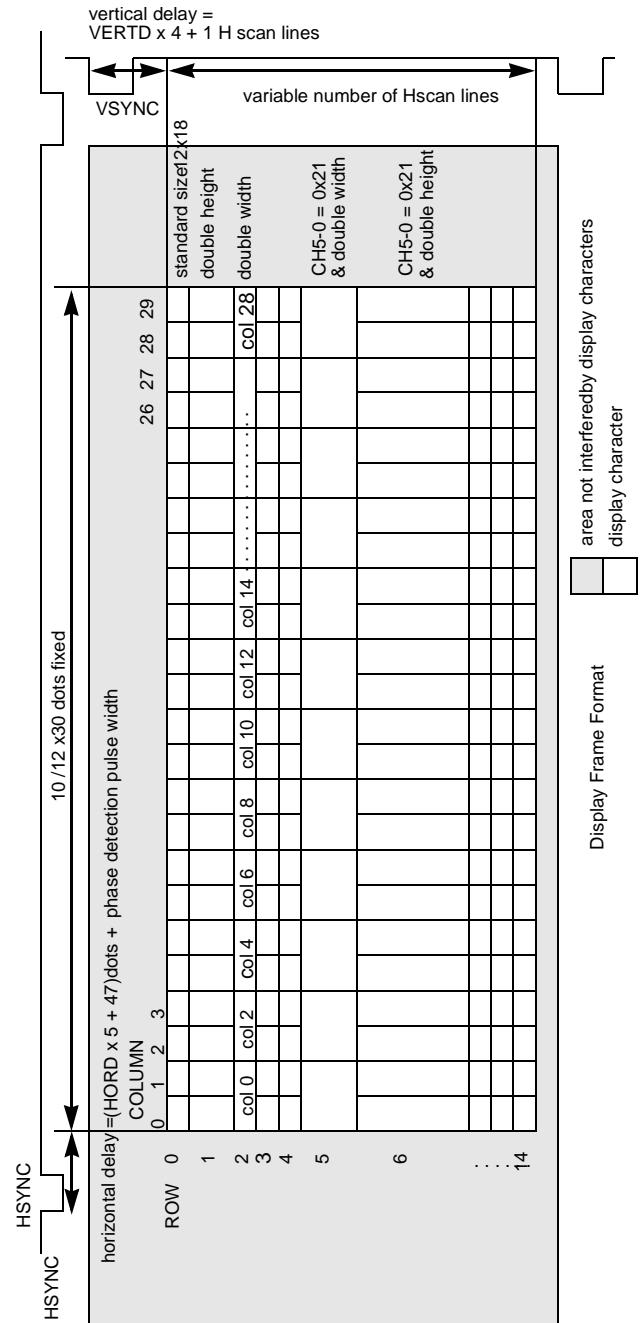 vertical delay =
VERTD x 4 + 1 H scan lines
VSYNC
variable number of Hscan lines
HSYNC
HSYNC
10 /12 x30 dots fixed
horizontal delay =(HORD x 5 + 47)dots + phase detection pulse width
COLUMN
0 1 2 3 26 27 28 29
ROW 0 standard size12x18
1 double height
2 col 0 col 2 col 4 col 6 col 8 col 10 col 12 col 14 . . . . . . . . . . . . . . . . col 28 double width
3
4
5 CH5-0 = 0x21
& double width
6 CH5-0 = 0x21
& double height
. . . .
14
area not interferedby display characters
display character
Display Frame Format